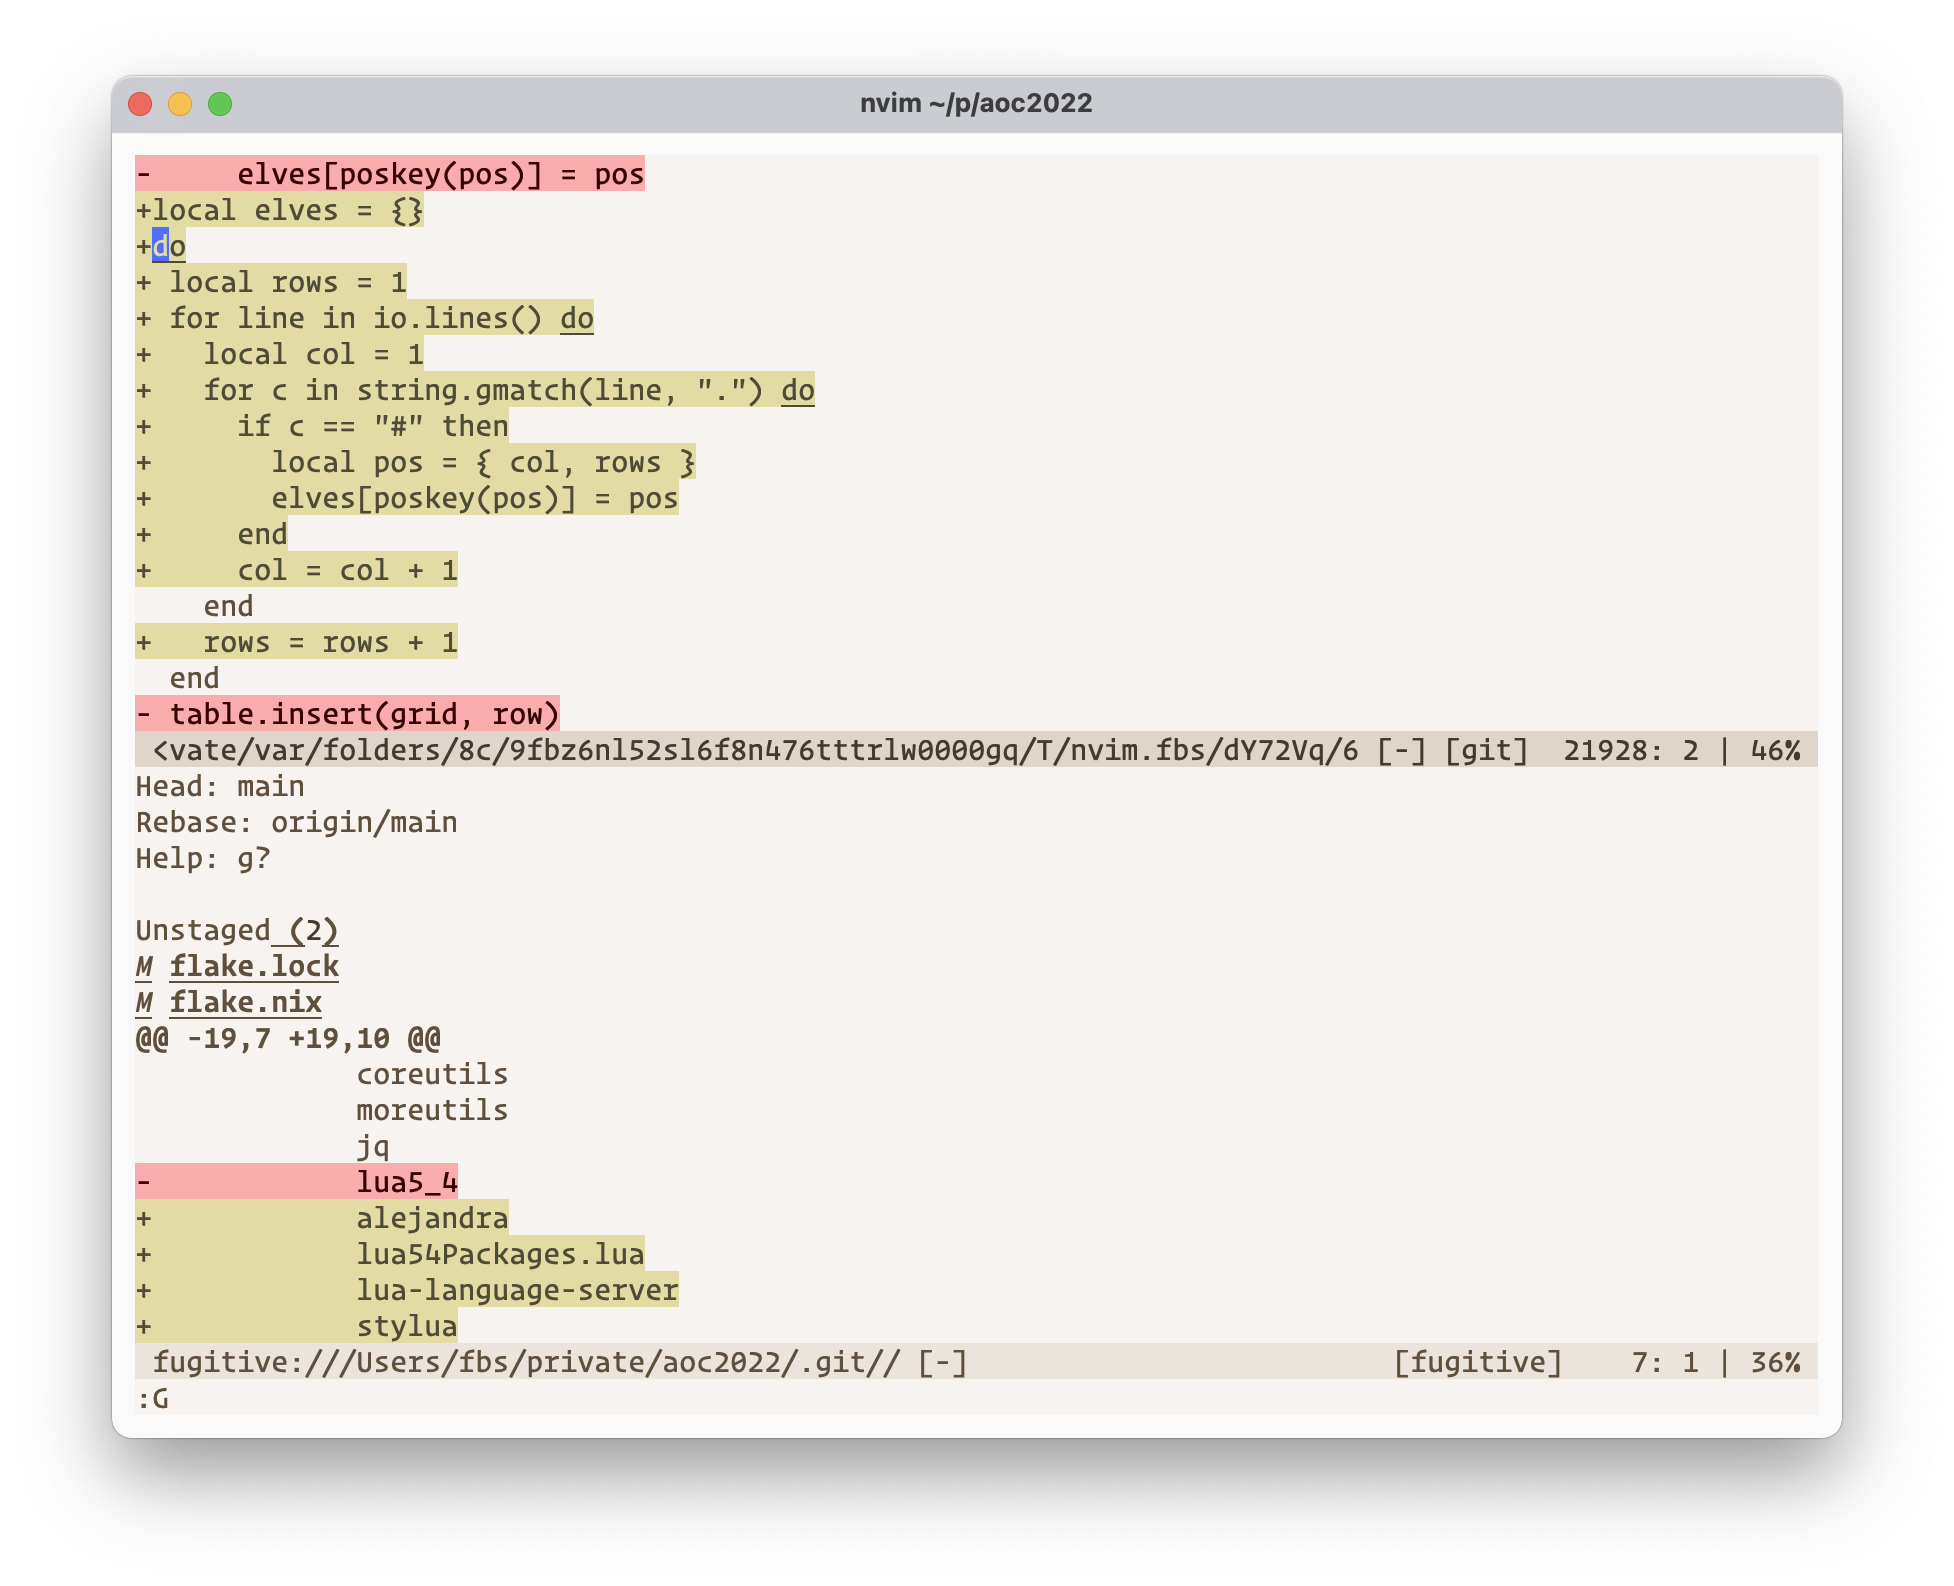 nvim ~/p/aoc2022
-     elves[poskey(pos)] = pos
+local elves = {}
+do
+ local rows = 1
+ for line in io.lines() do
+   local col = 1
+   for c in string.gmatch(line, ".") do
+     if c == "#" then
+       local pos = { col, rows }
+       elves[poskey(pos)] = pos
+     end
+     col = col + 1
    end
+   rows = rows + 1
  end
- table.insert(grid, row)
<vate/var/folders/8c/9fbz6nl52sl6f8n476tttrlw0000gq/T/nvim.fbs/dY72Vq/6 [-] [git]  21928: 2 | 46%
Head: main
Rebase: origin/main
Help: g?
Unstaged (2)
M flake.lock
M flake.nix
@@ -19,7 +19,10 @@
             coreutils
             moreutils
             jq
-            lua5_4
+            alejandra
+            lua54Packages.lua
+            lua-language-server
+            stylua
fugitive:///Users/fbs/private/aoc2022/.git// [-]                         [fugitive]    7: 1 | 36%
:G